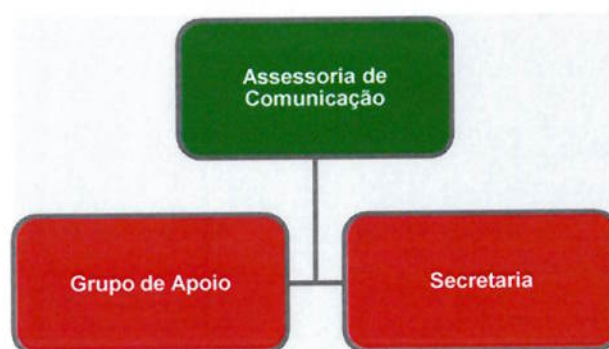 Assessoria de
Comunicação
Grupo de Apoio
Secretaria